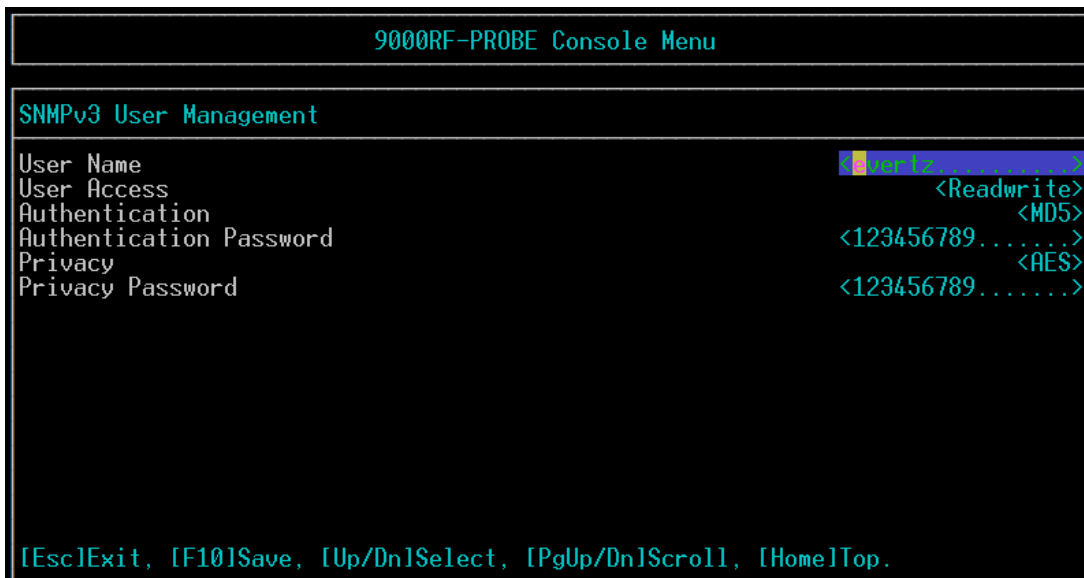 9000RF-PROBE Console Menu
SNMPv3 User Management
User Name <evertz..........>
User Access <Readwrite>
Authentication <MD5>
Authentication Password <123456789.......>
Privacy <AES>
Privacy Password <123456789.......>
[Esc]Exit, [F10]Save, [Up/Dn]Select, [PgUp/Dn]Scroll, [Home]Top.